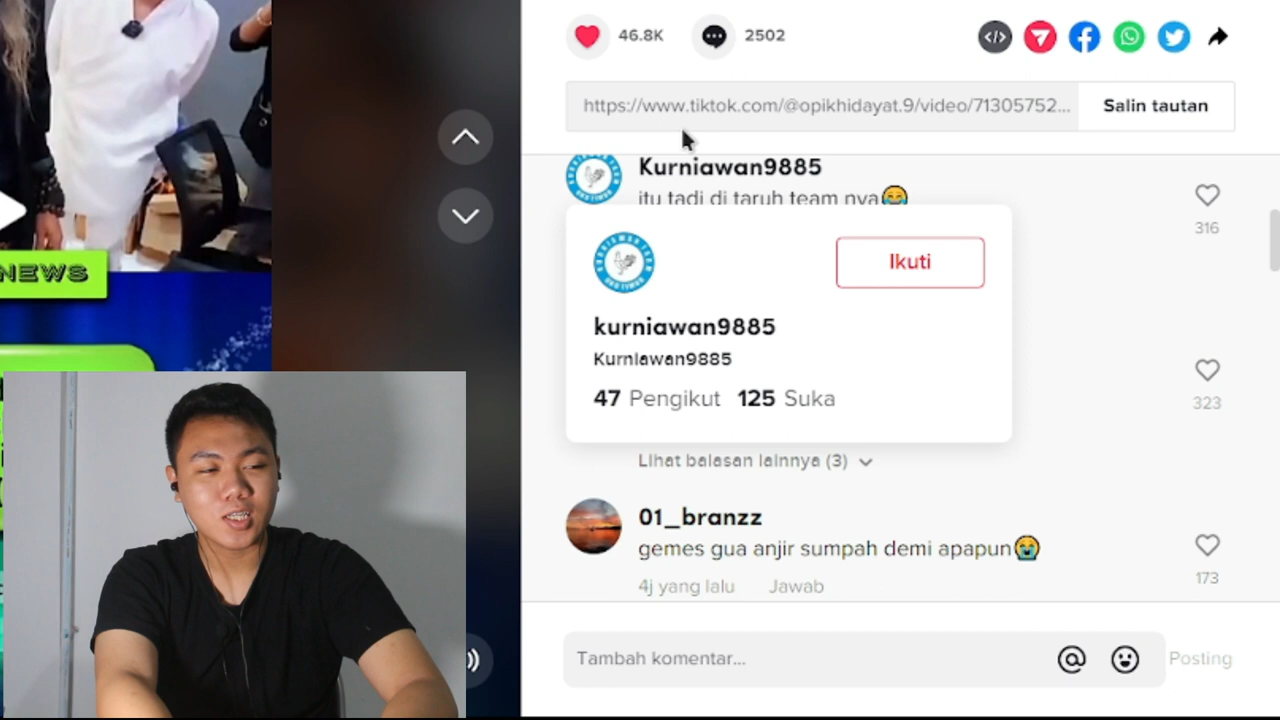 46.8K 2502
https://www.tiktok.com/@opikhidayat.9/video/71305752... Salin tautan
Kurniawan9885
itu tadi di taruh team nya😂
316
Ikuti
kurniawan9885
Kurniawan9885
47 Pengikut 125 Suka
323
Lihat balasan lainnya (3)
01_branzz
gemes gua anjir sumpah demi apapun😭
4j yang lalu Jawab
173
Tambah komentar... Posting
NEWS